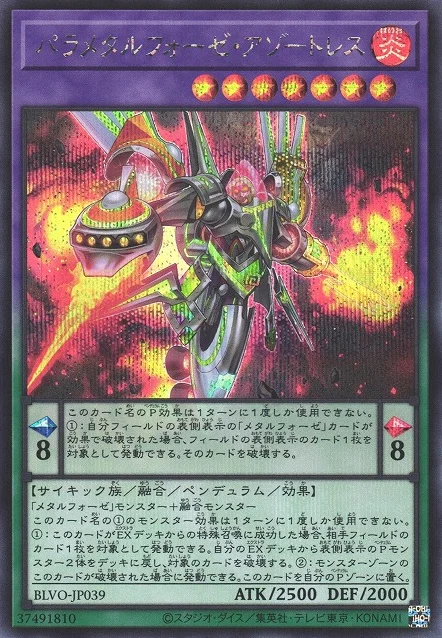 パラメタルフォーゼ・アゾートレス
炎
このカード名のP効果は1ターンに1度しか使用できない。
①:自分フィールドの表側表示の「メタルフォーゼ」カードが
効果で破壊された場合、フィールドの表側表示のカード1枚を
対象として発動できる。そのカードを破壊する。
8
8
【サイキック族/融合/ペンデュラム/効果】
「メタルフォーゼ」モンスター+融合モンスター
このカード名の①のモンスター効果は1ターンに1度しか使用できない。
①:このカードがEXデッキからの特殊召喚に成功した場合、相手フィールド
のカード1枚を対象として発動できる。自分のEXデッキから表側表示のPモン
スター2体をデッキに戻し、対象のカードを破壊する。②:モンスターゾーンの
このカードが破壊された場合に発動できる。このカードを自分のPゾーンに置く。
BLVO-JP039
ATK/2500
DEF/2000
37491810
©スタジオ・ダイス/集英社・テレビ東京・KONAMI